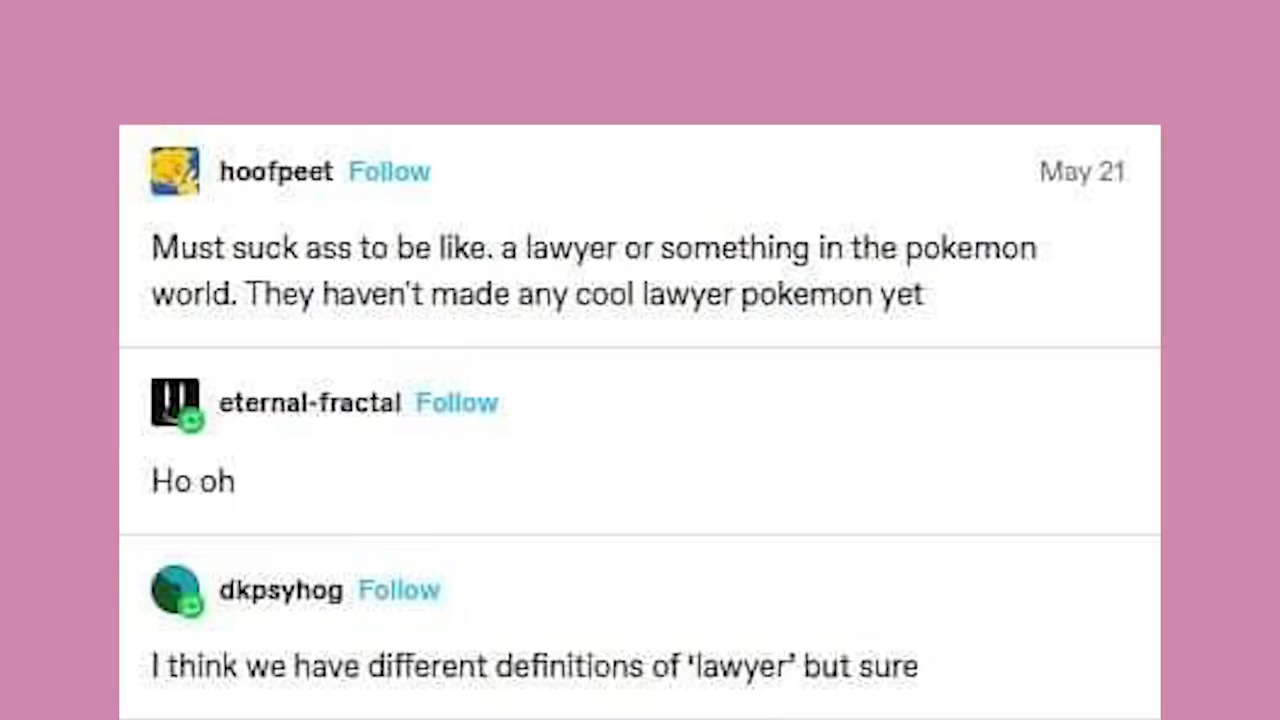 hoofpeet Follow May 21
Must suck ass to be like. a lawyer or something in the pokemon
world. They haven't made any cool lawyer pokemon yet
eternal-fractal Follow
Ho oh
dkpsyhog Follow
I think we have different definitions of ‘lawyer’ but sure